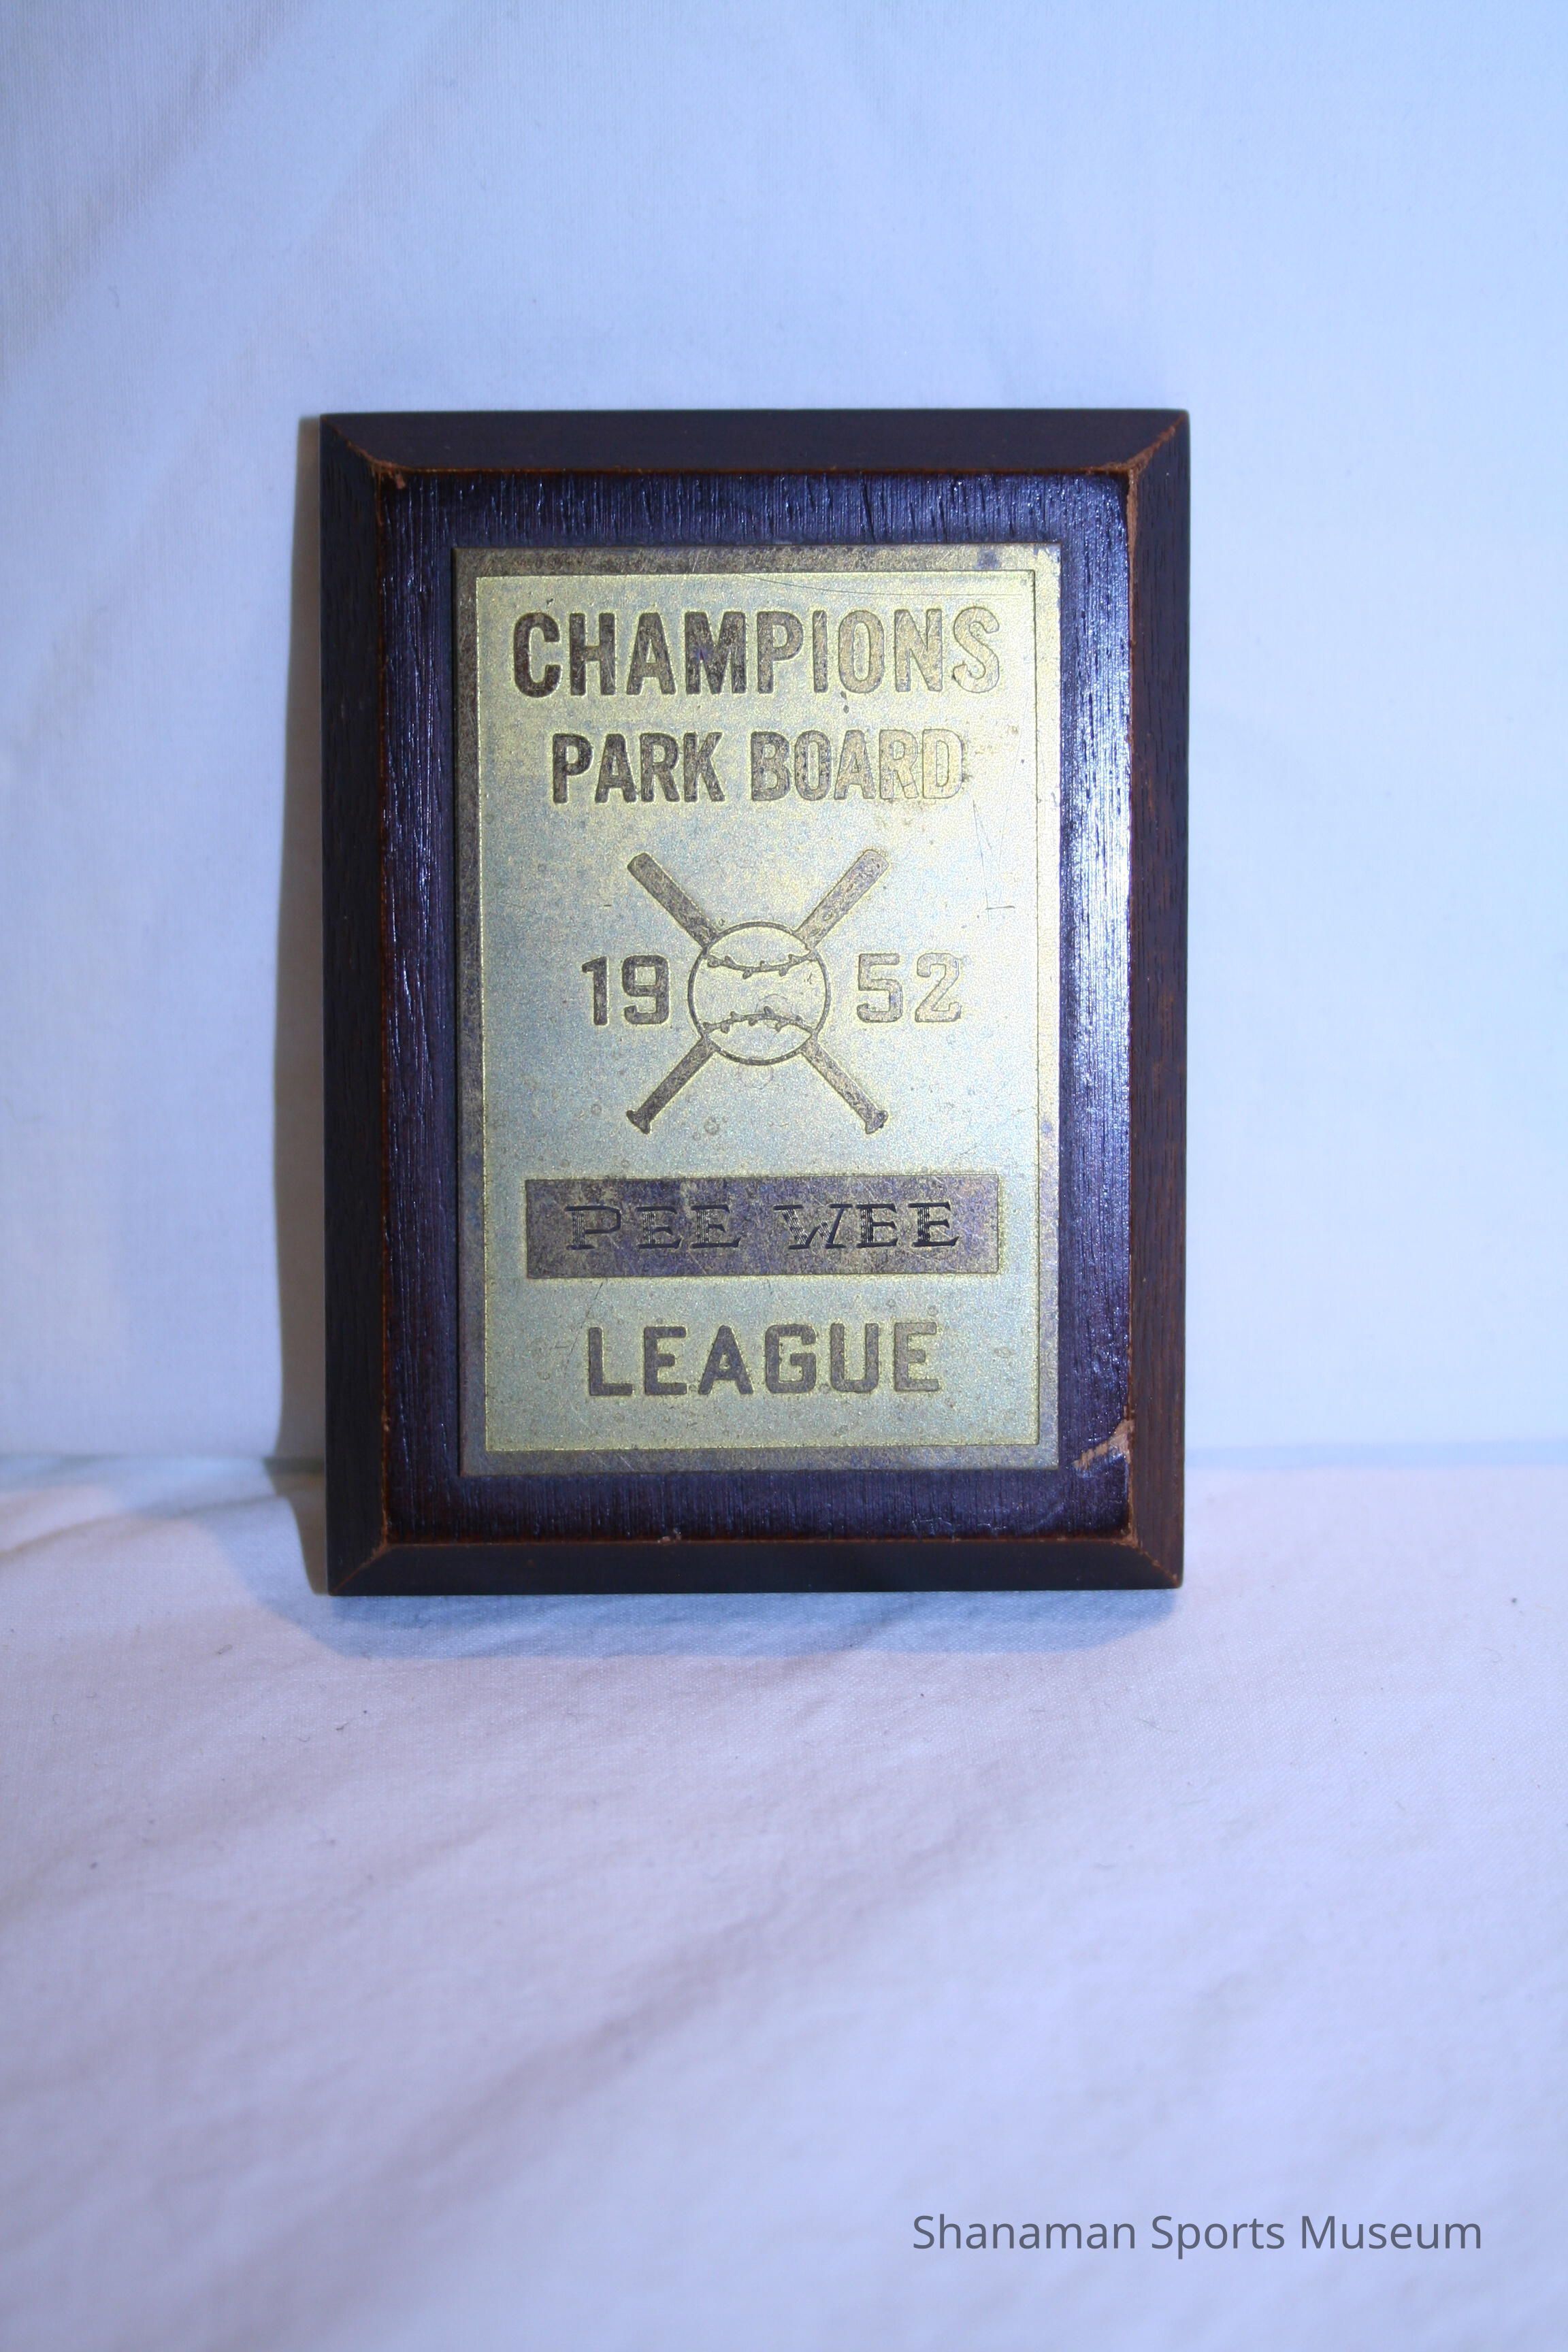 CHAMPIONS
PARK BOARD
19 52
PEE WEE
LEAGUE
Shanaman Sports Museum